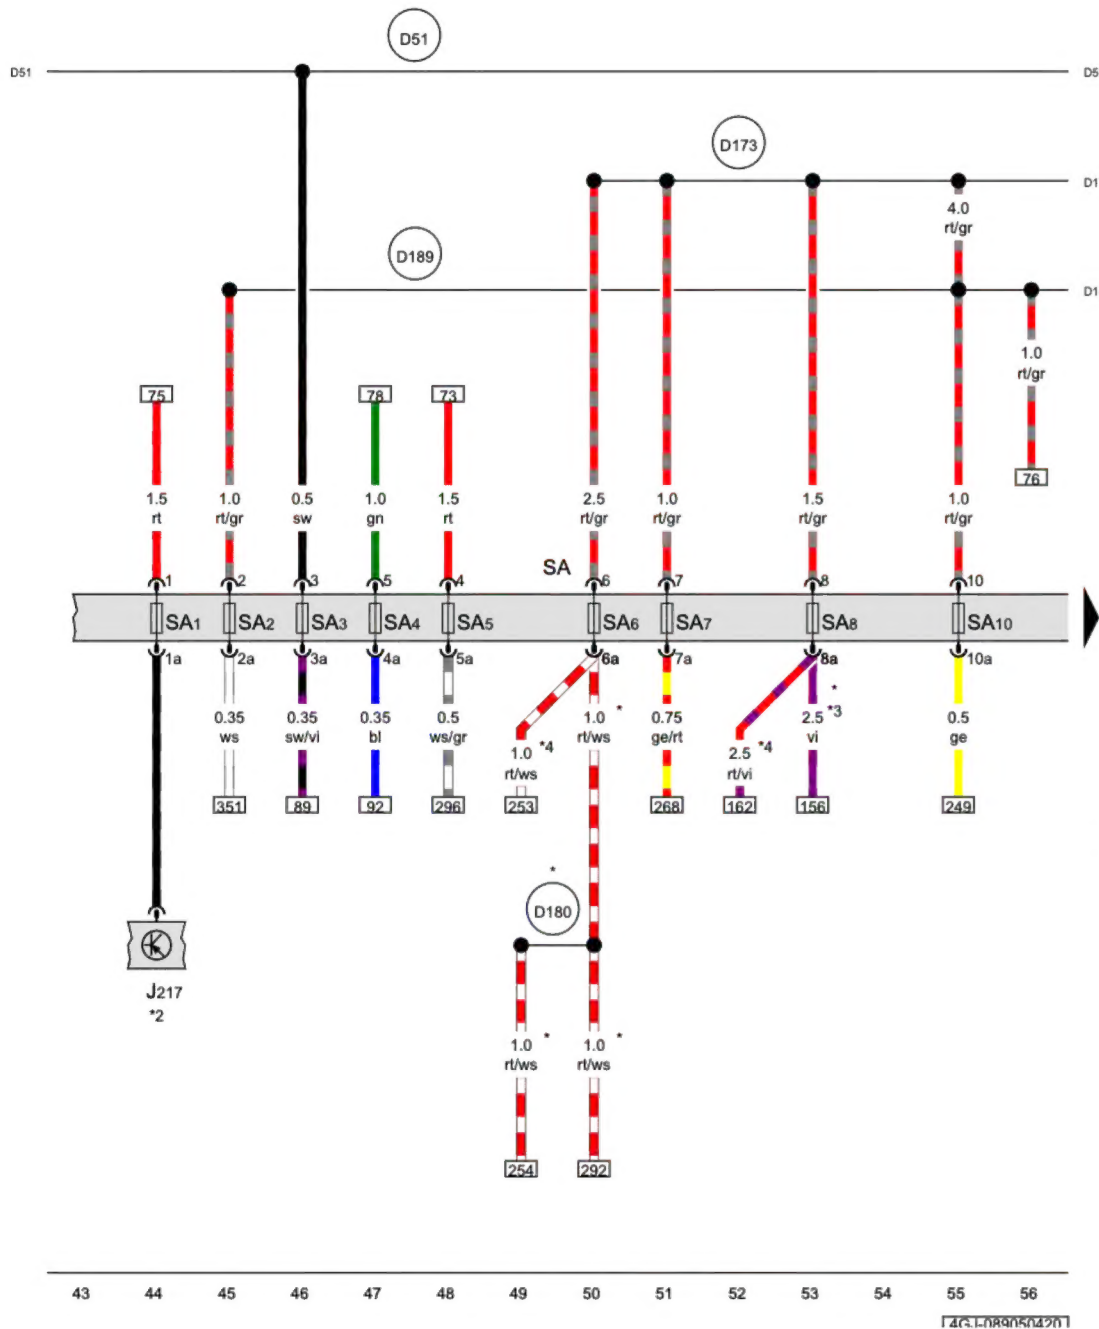 D51
D51 D5
D173
D1
4.0
rt/gr
D189
D1
1.0
rt/gr
75 78 73
76
1.5 1.0 0.5 1.0 1.5 2.5 1.0 1.5 1.0
rt rt/gr sw gn rt rt/gr rt/gr rt/gr rt/gr
SA
1 2 3 5 4 6 7 8 10
SA1 SA2 SA3 SA4 SA5 SA6 SA7 SA8 SA10
1a 2a 3a 4a 5a 6a 7a 8a 10a
0.35 0.35 0.35 0.5 1.0 * 0.75 2.5 * *3 0.5
ws sw/vi bl ws/gr rt/ws ge/rt vi ge
1.0 *4 2.5 *4
rt/ws rt/vi
351 89 92 296 253 268 162 156 249
*
D180
J217
*2
1.0 * 1.0 *
rt/ws rt/ws
254 292
43 44 45 46 47 48 49 50 51 52 53 54 55 56
4GJ-089050420